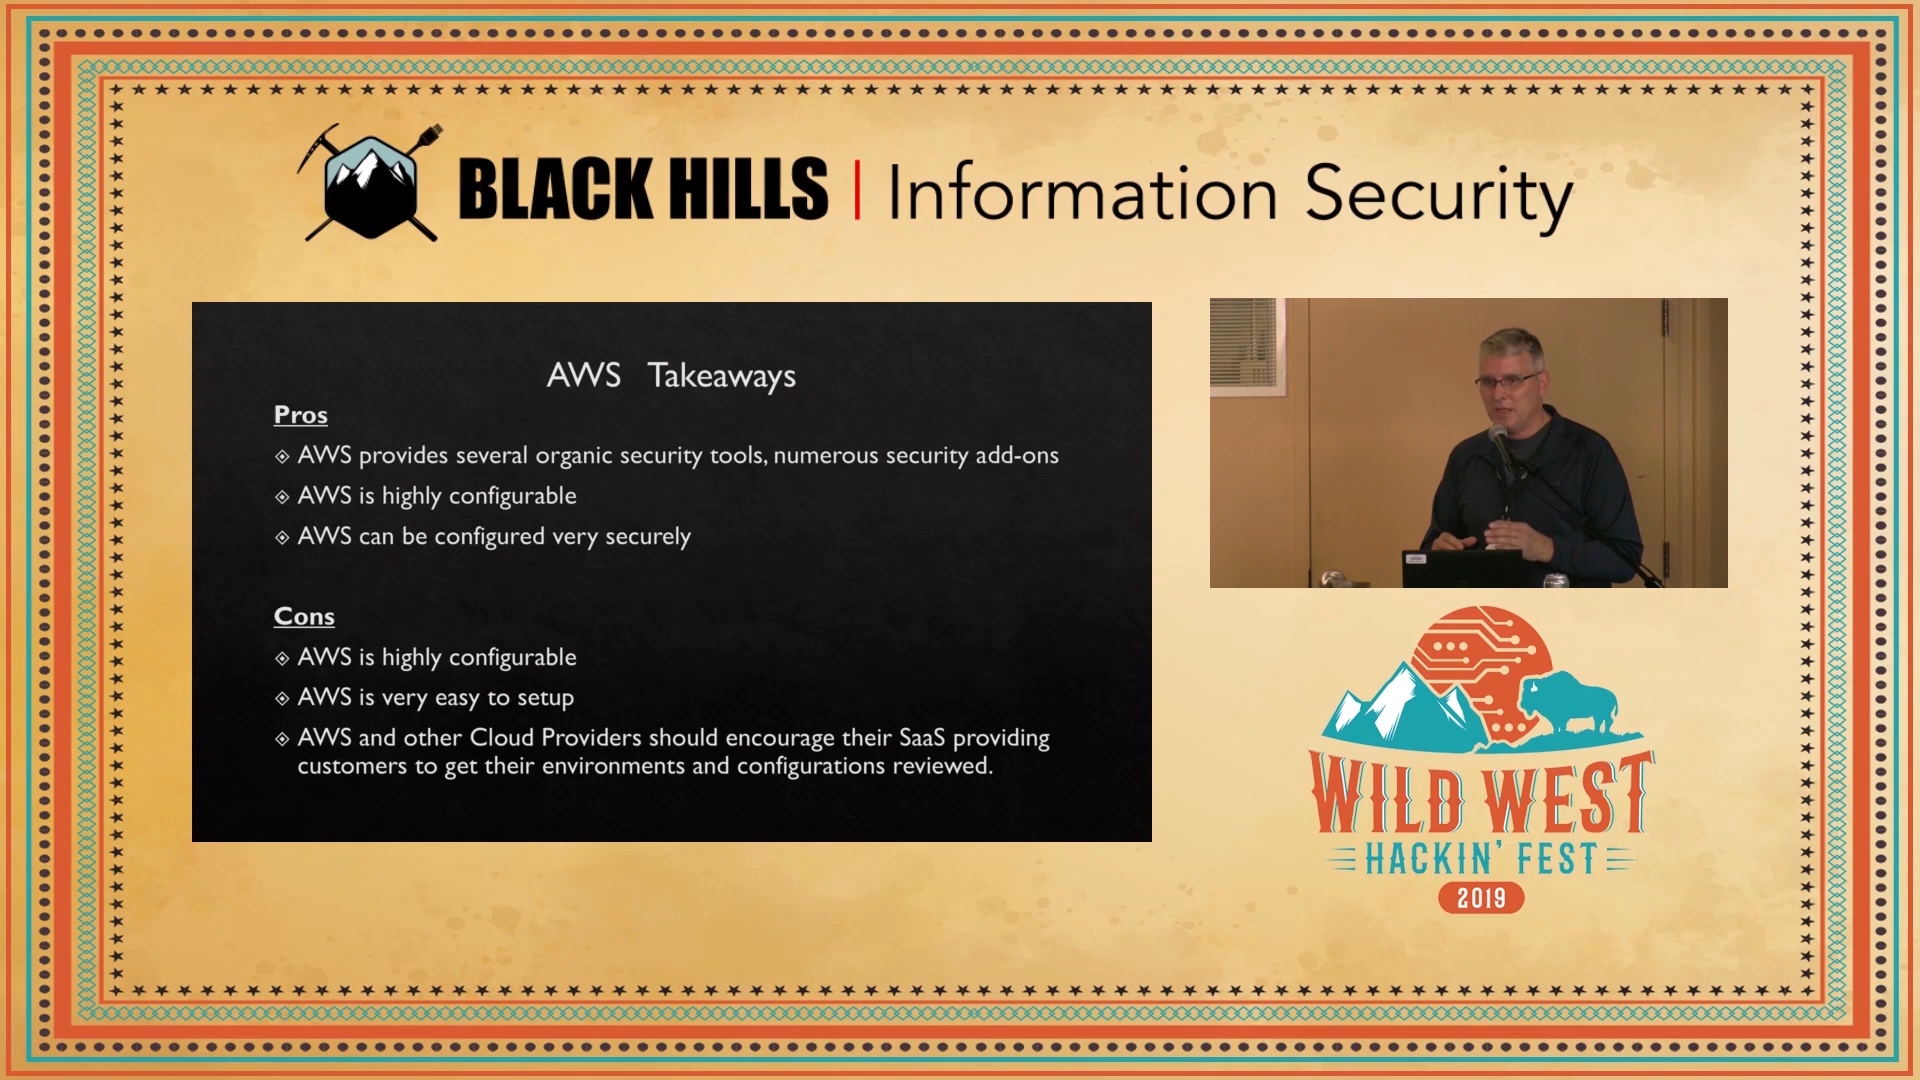 BLACK HILLS | Information Security
AWS Takeaways
Pros
AWS provides several organic security tools, numerous security add-ons
AWS is highly configurable
AWS can be configured very securely
Cons
AWS is highly configurable
AWS is very easy to setup
AWS and other Cloud Providers should encourage their SaaS providing
customers to get their environments and configurations reviewed.
WILD WEST
HACKIN' FEST
2019